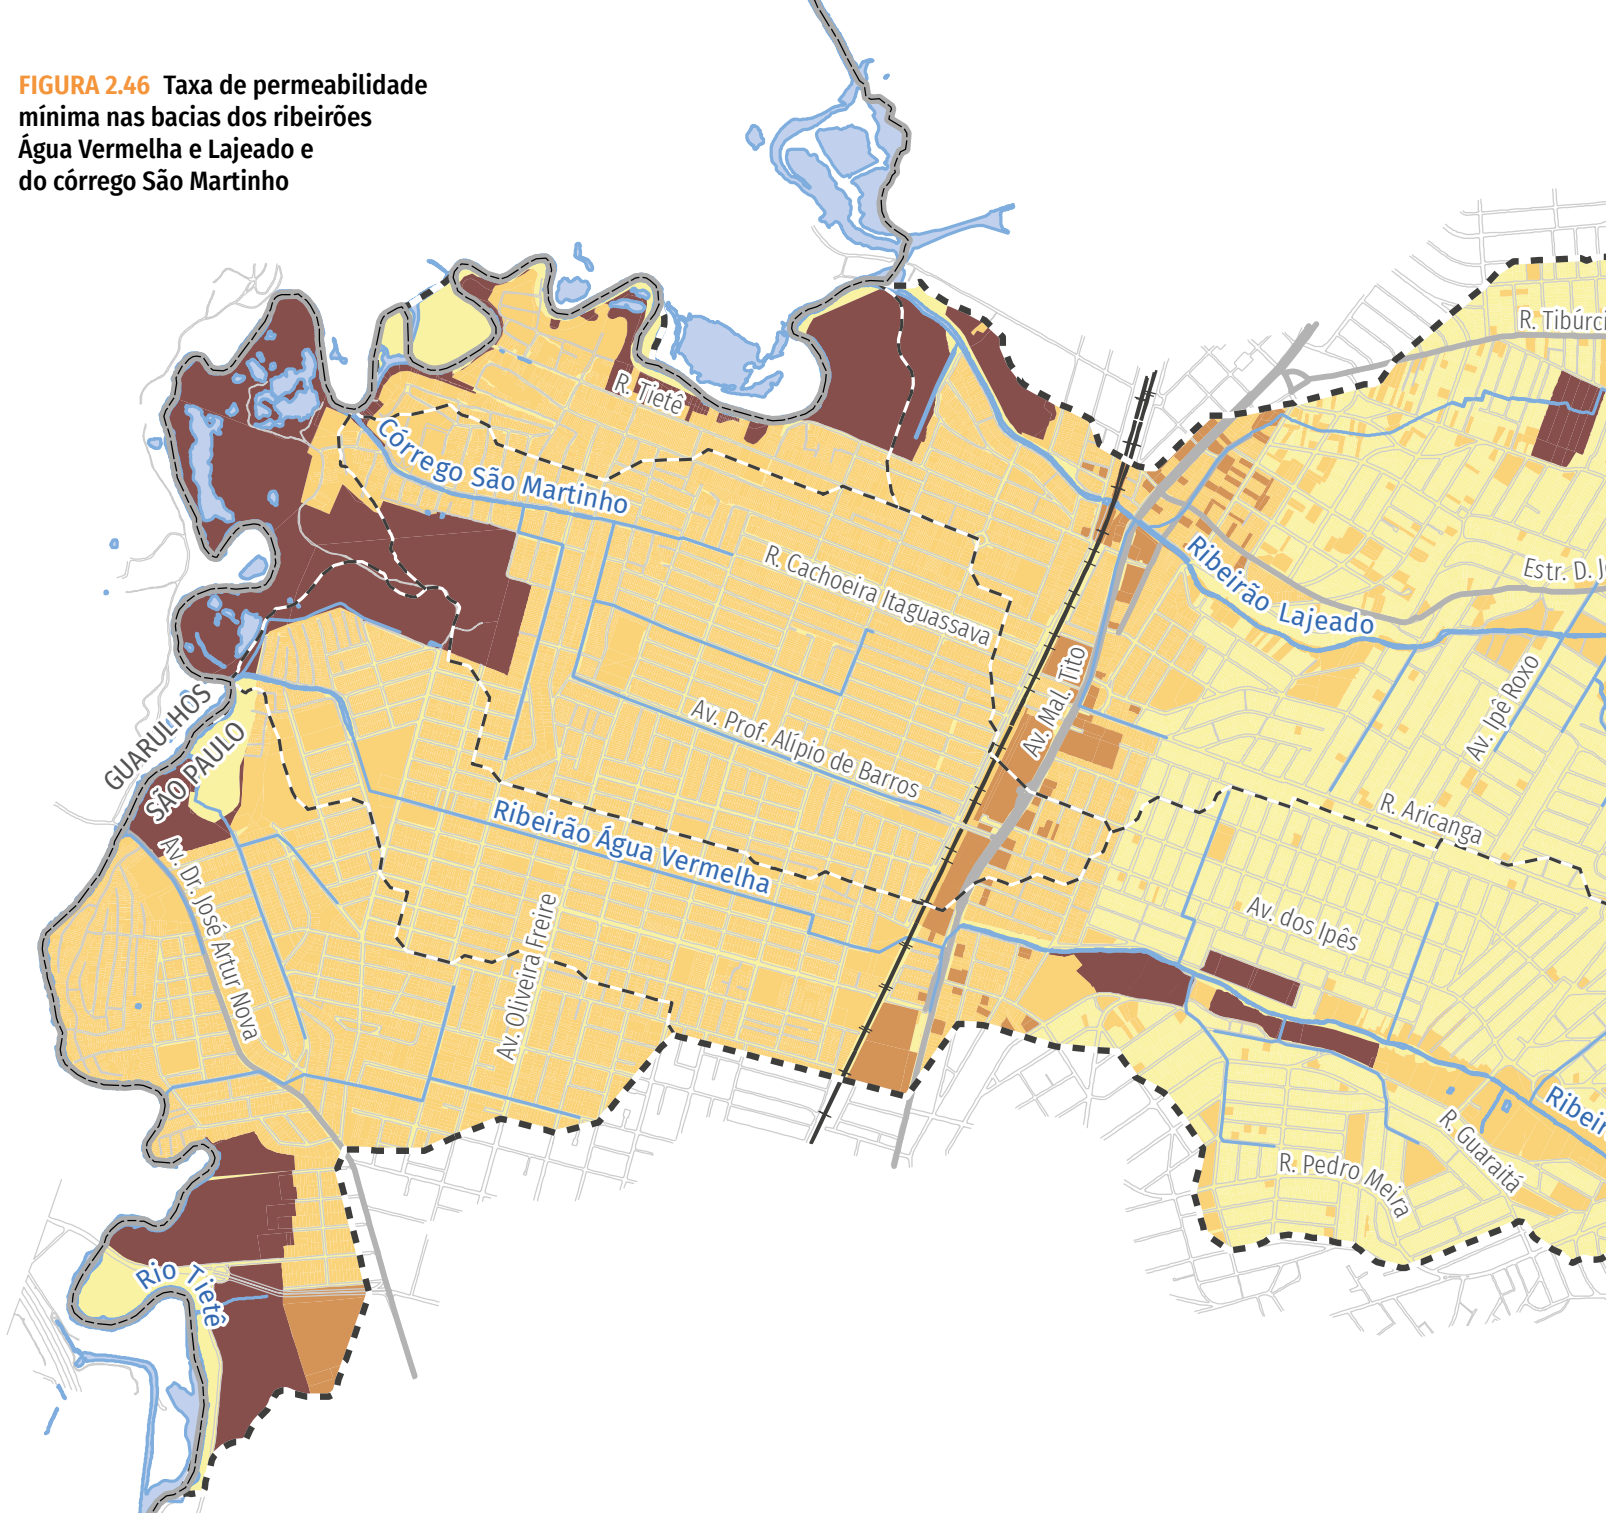 FIGURA 2.46 Taxa de permeabilidade
mínima nas bacias dos ribeirões
Água Vermelha e Lajeado e
do córrego São Martinho
R. Tibúrci
R. Tietê
Córrego São Martinho
R. Cachoeira Itaguassava
Ribeirão Lajeado
Estr. D. J
Av. Mal. Tito
Av. Ipê Roxo
GUARULHOS
SÃO PAULO
Av. Prof. Alípio de Barros
Ribeirão Água Vermelha
R. Aricanga
Av. Dr. José Artur Nova
Av. Oliveira Freire
Av. dos Ipês
Ribeir
R. Guaraitá
R. Pedro Meira
Rio Tietê